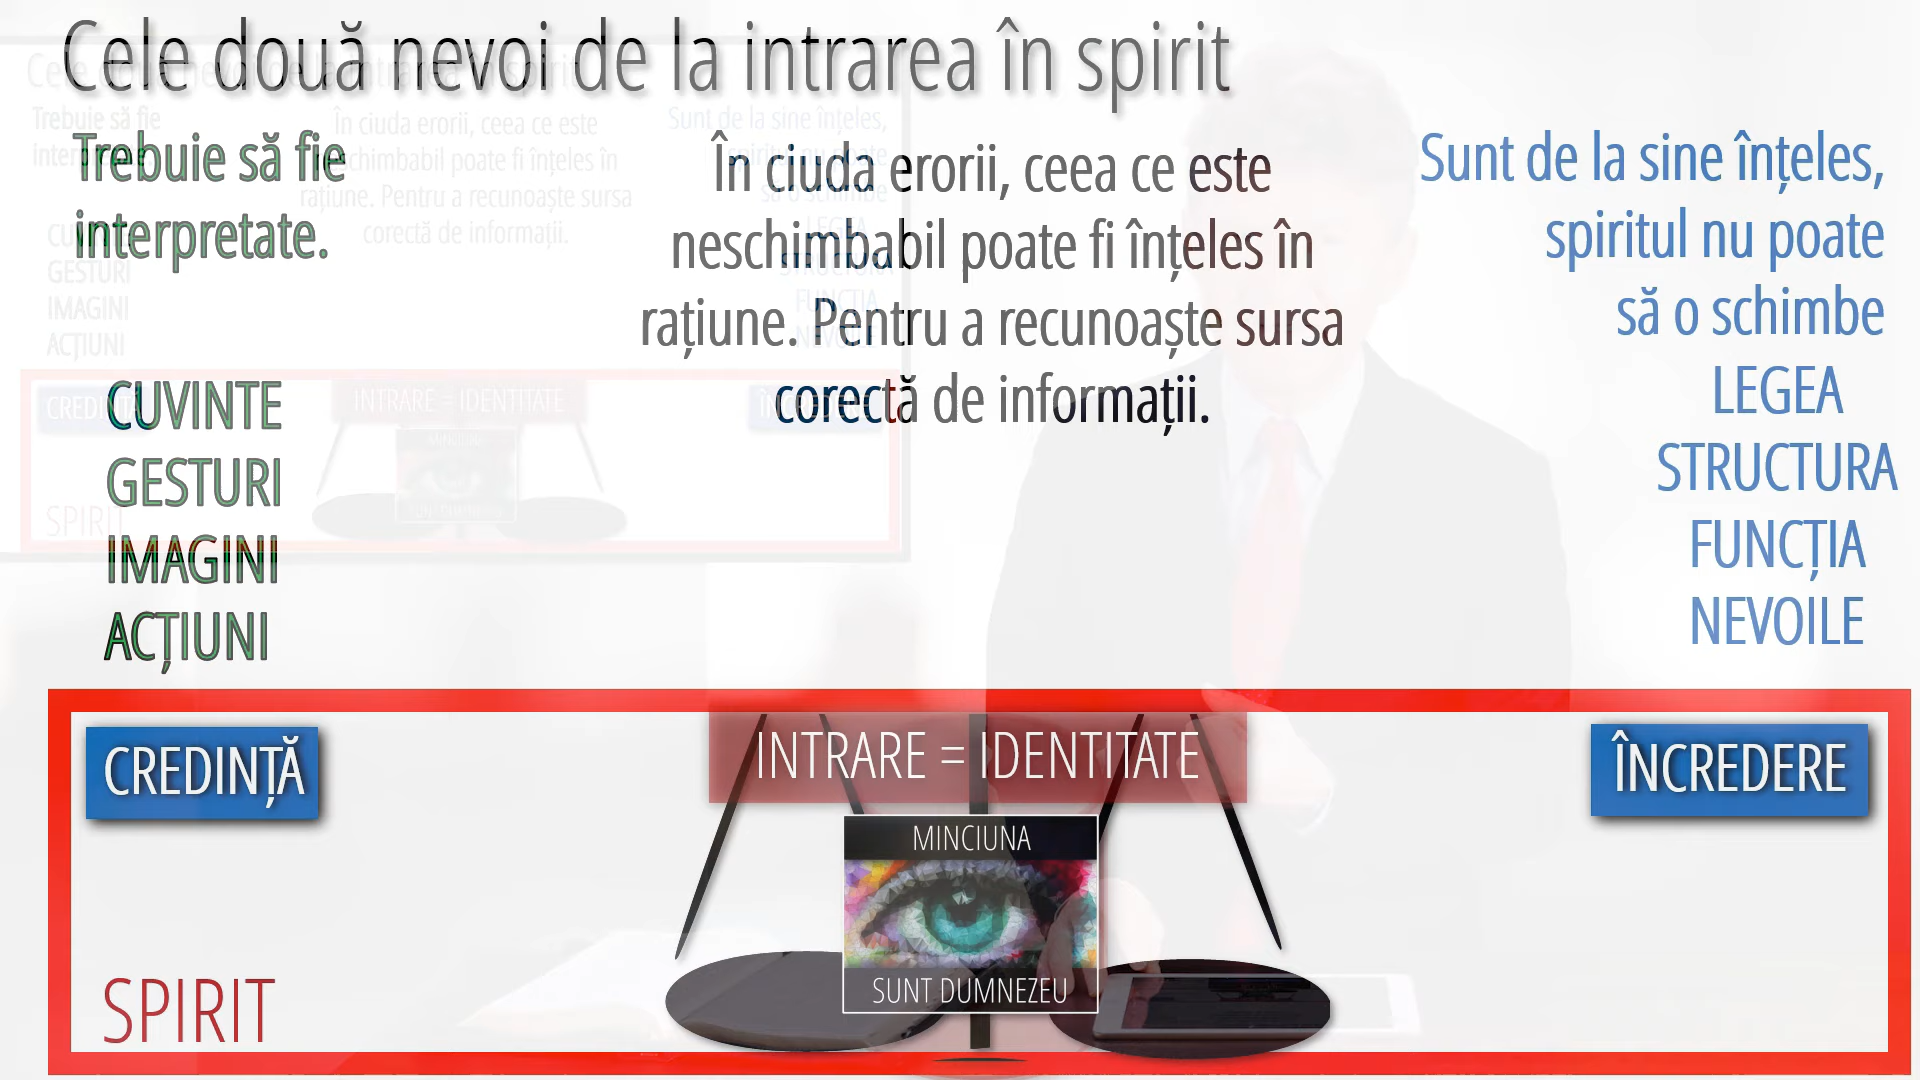 Cele două nevoi de la intrarea în spirit
Trebuie să fie
interpretate.
CUVINTE
GESTURI
IMAGINI
ACȚIUNI
În ciuda erorii, ceea ce este
neschimbabil poate fi înțeles în
rațiune. Pentru a recunoaște sursa
corectă de informații.
Sunt de la sine înțeles,
spiritul nu poate
să o schimbe
LEGEA
STRUCTURA
FUNCȚIA
NEVOILE
CREDINȚĂ
INTRARE = IDENTITATE
ÎNCREDERE
MINCIUNA
SUNT DUMNEZEU
SPIRIT